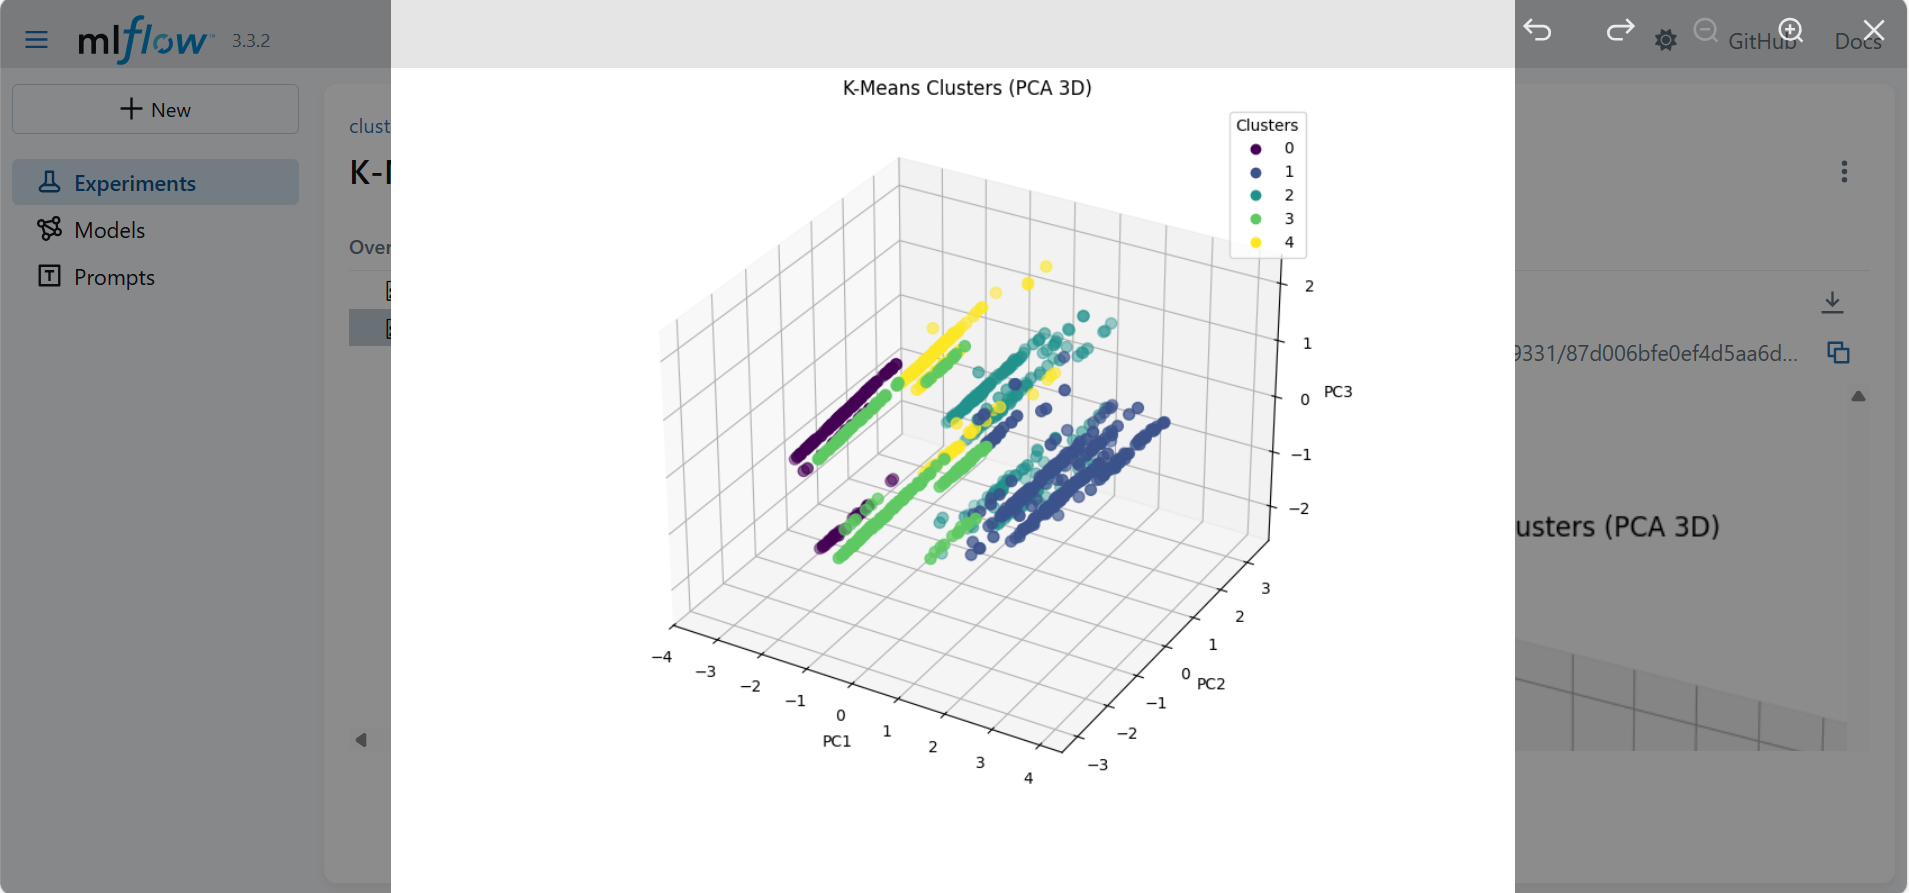 mlflow™ 3.3.2
GitHub
Docs
New
Experiments
Models
Prompts
clust
K-
Over
K-Means Clusters (PCA 3D)
Clusters
0
1
2
3
4
2
1
0
−1
−2
PC3
3
2
1
0
−1
−2
−3
PC2
−4
−3
−2
−1
0
1
2
3
4
PC1
9331/87d006bfe0ef4d5aa6d...
usters (PCA 3D)